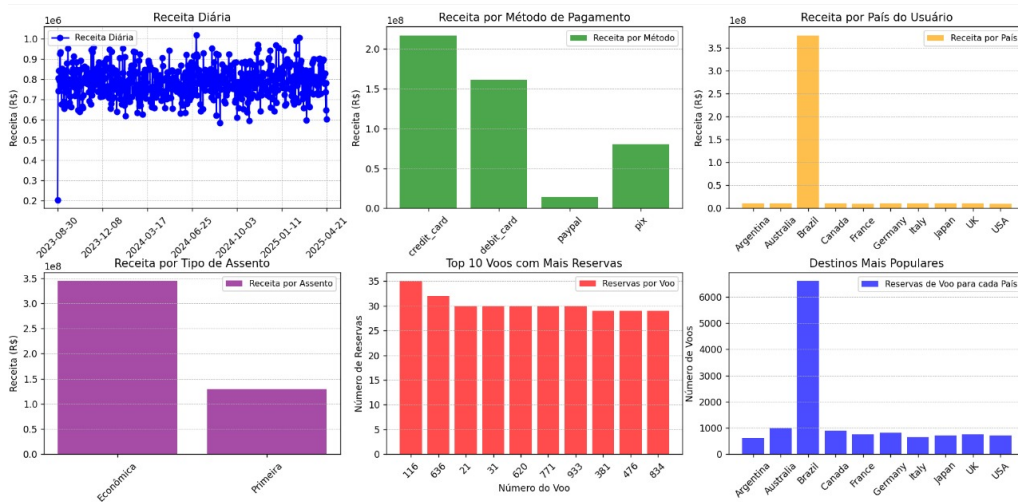 Receita Diária
1e6
Receita Diária
1.0
0.9
0.8
0.7
0.6
0.5
0.4
0.3
0.2
Receita (R$)
2023-08-30
2023-12-08
2024-03-17
2024-06-25
2024-10-03
2025-01-11
2025-04-21
Receita por Método de Pagamento
1e8
Receita por Método
2.0
1.5
1.0
0.5
0.0
Receita (R$)
credit_card
debit_card
paypal
pix
Receita por País do Usuário
1e8
Receita por País
3.5
3.0
2.5
2.0
1.5
1.0
0.5
0.0
Receita (R$)
Argentina
Australia
Brazil
Canada
France
Germany
Italy
Japan
UK
USA
Receita por Tipo de Assento
1e8
Receita por Assento
3.5
3.0
2.5
2.0
1.5
1.0
0.5
0.0
Receita (R$)
Econômica
Primeira
Top 10 Voos com Mais Reservas
Reservas por Voo
35
30
25
20
15
10
5
0
Número de Reservas
116
636
21
31
620
771
933
381
476
834
Número do Voo
Destinos Mais Populares
Reservas de Voo para cada País
6000
5000
4000
3000
2000
1000
0
Número de Voos
Argentina
Australia
Brazil
Canada
France
Germany
Italy
Japan
UK
USA